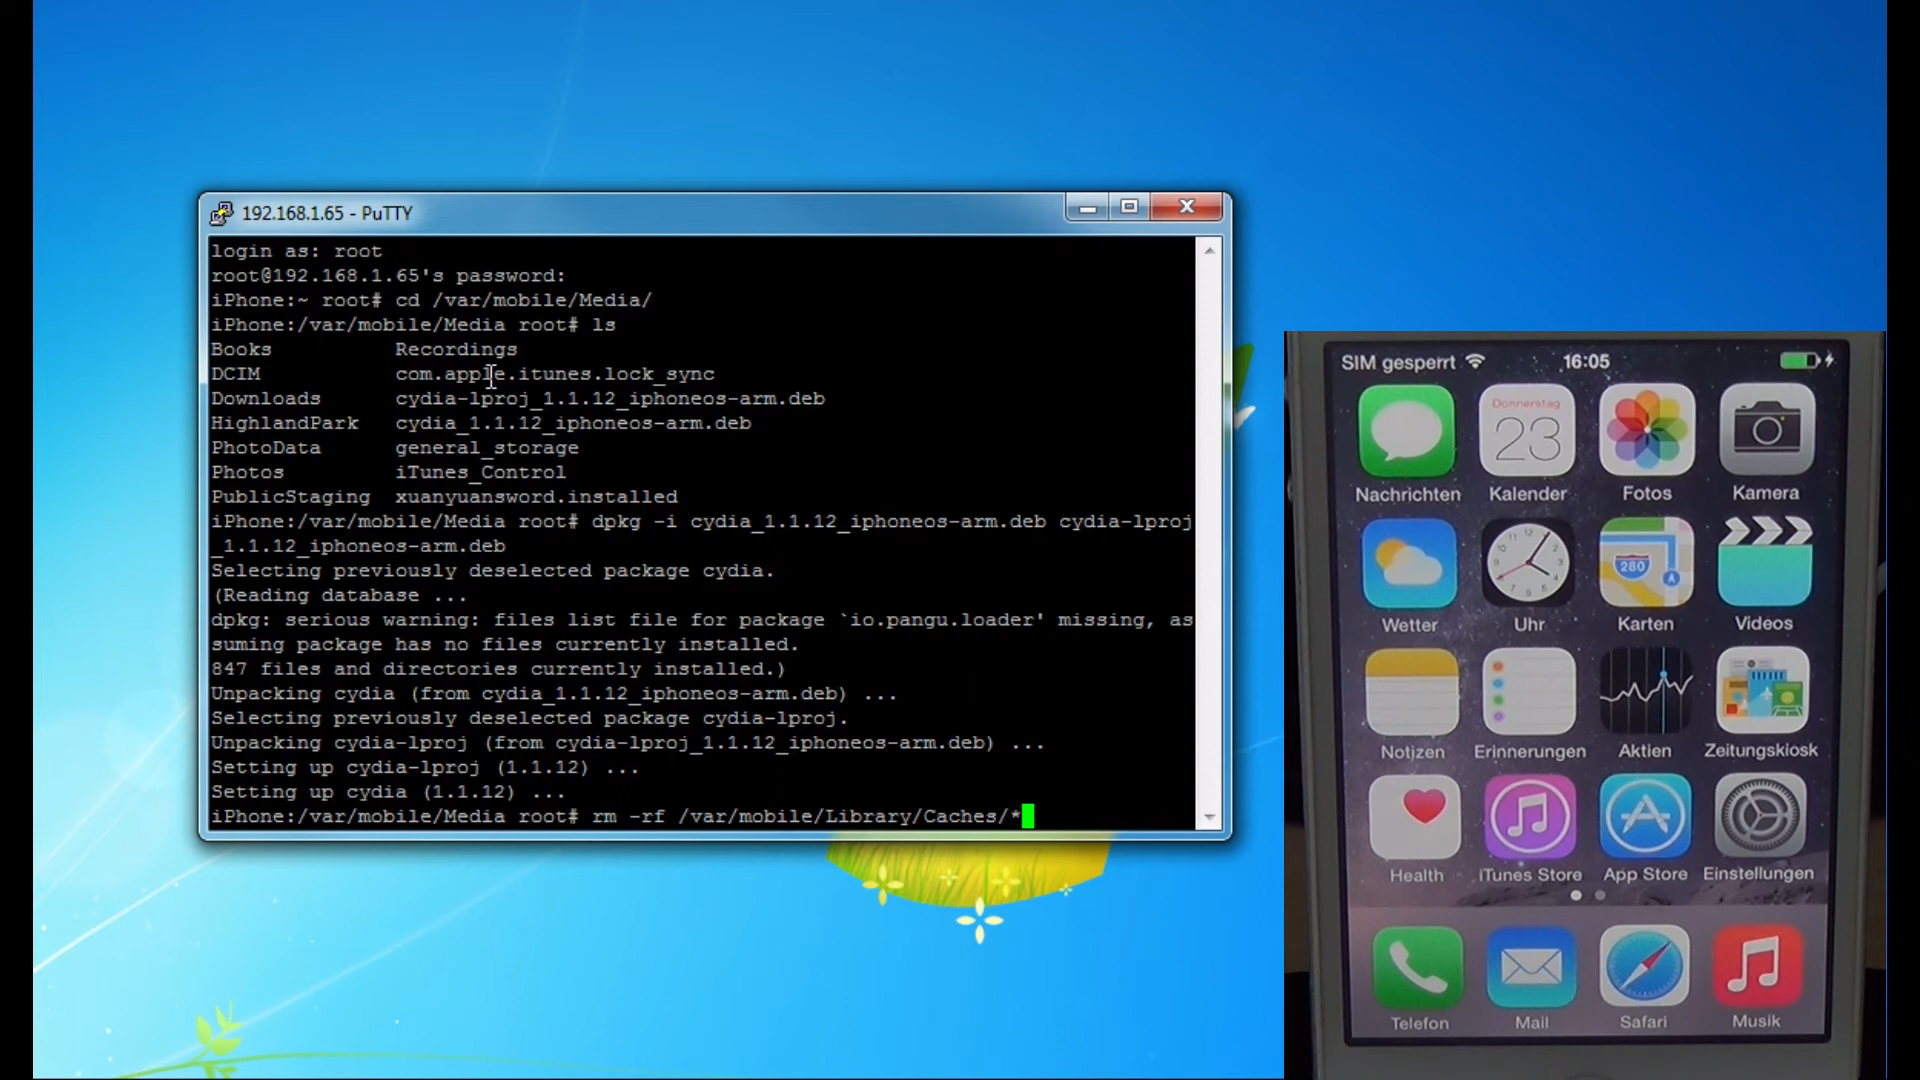 192.168.1.65 - PuTTY
login as: root
root@192.168.1.65's password:
iPhone:~ root# cd /var/mobile/Media/
iPhone:/var/mobile/Media root# ls
Books Recordings
DCIM com.apple.itunes.lock_sync
Downloads cydia-lproj_1.1.12_iphoneos-arm.deb
HighlandPark cydia_1.1.12_iphoneos-arm.deb
PhotoData general_storage
Photos iTunes_Control
PublicStaging xuanyuansword.installed
iPhone:/var/mobile/Media root# dpkg -i cydia_1.1.12_iphoneos-arm.deb cydia-lproj
_1.1.12_iphoneos-arm.deb
Selecting previously deselected package cydia.
(Reading database ...
dpkg: serious warning: files list file for package `io.pangu.loader' missing, as
suming package has no files currently installed.
847 files and directories currently installed.)
Unpacking cydia (from cydia_1.1.12_iphoneos-arm.deb) ...
Selecting previously deselected package cydia-lproj.
Unpacking cydia-lproj (from cydia-lproj_1.1.12_iphoneos-arm.deb) ...
Setting up cydia-lproj (1.1.12) ...
Setting up cydia (1.1.12) ...
iPhone:/var/mobile/Media root# rm -rf /var/mobile/Library/Caches/*
SIM gesperrt 16:05
Donnerstag
23
Nachrichten Kalender Fotos Kamera
280
Wetter Uhr Karten Videos
Notizen Erinnerungen Aktien Zeitungskiosk
Health iTunes Store App Store Einstellungen
Telefon Mail Safari Musik